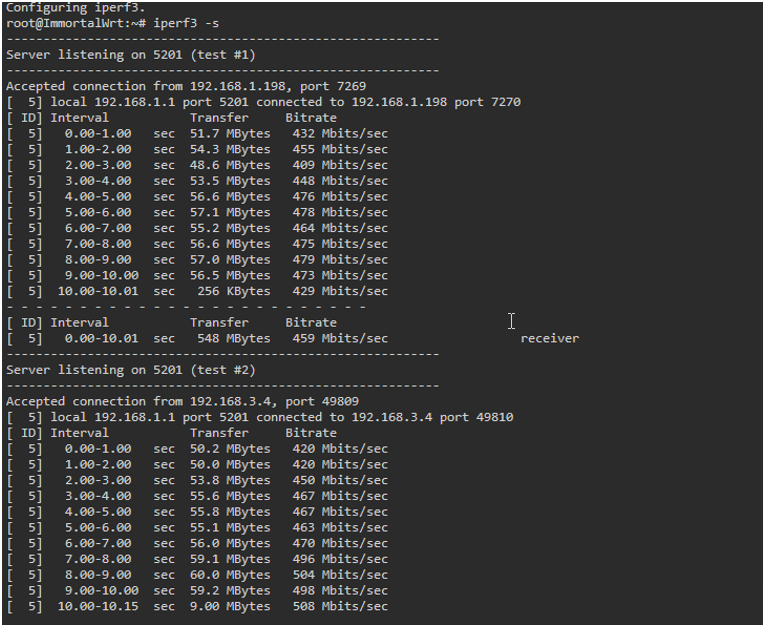 Configuring iperf3.
root@ImmortalWrt:~# iperf3 -s
-----------------------------------------------------------
Server listening on 5201 (test #1)
-----------------------------------------------------------
Accepted connection from 192.168.1.198, port 7269
[  5] local 192.168.1.1 port 5201 connected to 192.168.1.198 port 7270
[ ID] Interval           Transfer     Bitrate
[  5]   0.00-1.00   sec  51.7 MBytes   432 Mbits/sec
[  5]   1.00-2.00   sec  54.3 MBytes   455 Mbits/sec
[  5]   2.00-3.00   sec  48.6 MBytes   409 Mbits/sec
[  5]   3.00-4.00   sec  53.5 MBytes   448 Mbits/sec
[  5]   4.00-5.00   sec  56.6 MBytes   476 Mbits/sec
[  5]   5.00-6.00   sec  57.1 MBytes   478 Mbits/sec
[  5]   6.00-7.00   sec  55.2 MBytes   464 Mbits/sec
[  5]   7.00-8.00   sec  56.6 MBytes   475 Mbits/sec
[  5]   8.00-9.00   sec  57.0 MBytes   479 Mbits/sec
[  5]   9.00-10.00  sec  56.5 MBytes   473 Mbits/sec
[  5]  10.00-10.01  sec   256 KBytes   429 Mbits/sec
- - - - - - - - - - - - - - - - - - - - - - - - -
[ ID] Interval           Transfer     Bitrate
[  5]   0.00-10.01  sec   548 MBytes   459 Mbits/sec                  receiver
-----------------------------------------------------------
Server listening on 5201 (test #2)
-----------------------------------------------------------
Accepted connection from 192.168.3.4, port 49809
[  5] local 192.168.1.1 port 5201 connected to 192.168.3.4 port 49810
[ ID] Interval           Transfer     Bitrate
[  5]   0.00-1.00   sec  50.2 MBytes   420 Mbits/sec
[  5]   1.00-2.00   sec  50.0 MBytes   420 Mbits/sec
[  5]   2.00-3.00   sec  53.8 MBytes   450 Mbits/sec
[  5]   3.00-4.00   sec  55.6 MBytes   467 Mbits/sec
[  5]   4.00-5.00   sec  55.8 MBytes   467 Mbits/sec
[  5]   5.00-6.00   sec  55.1 MBytes   463 Mbits/sec
[  5]   6.00-7.00   sec  56.0 MBytes   470 Mbits/sec
[  5]   7.00-8.00   sec  59.1 MBytes   496 Mbits/sec
[  5]   8.00-9.00   sec  60.0 MBytes   504 Mbits/sec
[  5]   9.00-10.00  sec  59.2 MBytes   498 Mbits/sec
[  5]  10.00-10.15  sec  9.00 MBytes   508 Mbits/sec